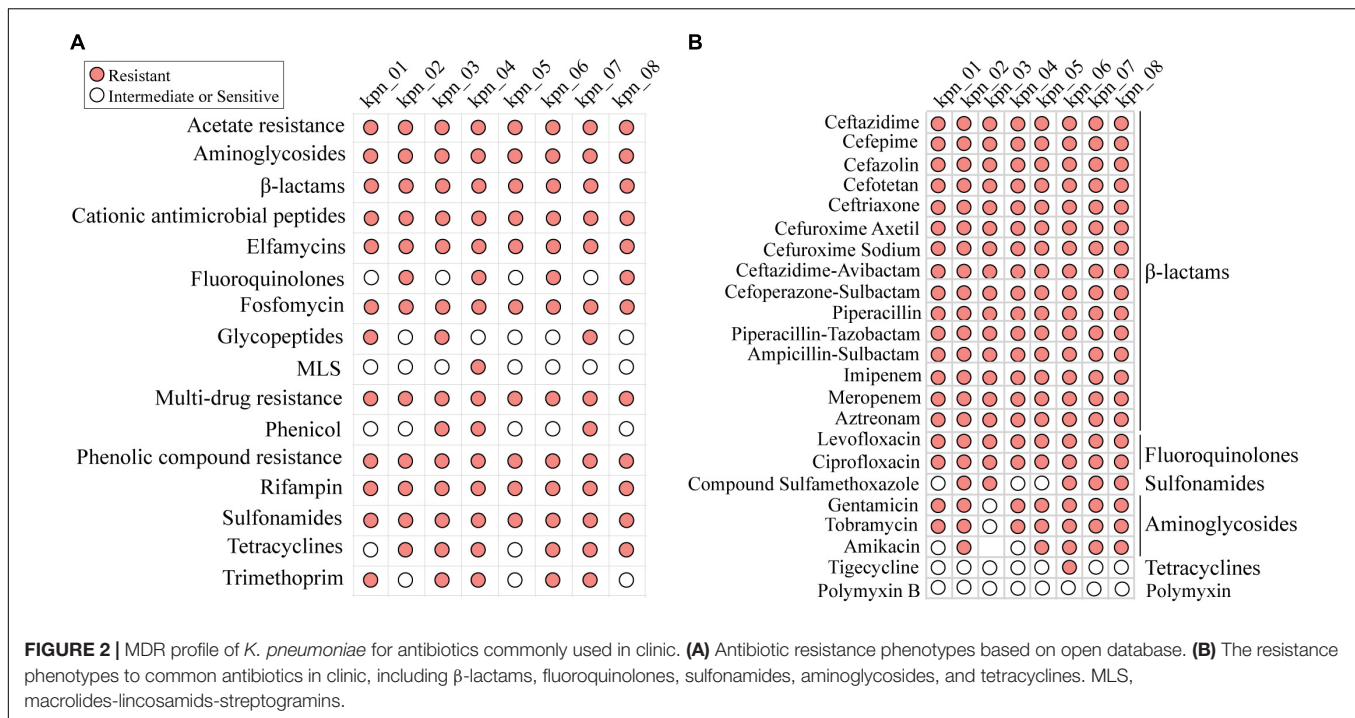 A
Resistant
Intermediate or Sensitive
kpn_01 kpn_02 kpn_03 kpn_04 kpn_05 kpn_06 kpn_07 kpn_08
Acetate resistance
Aminoglycosides
β-lactams
Cationic antimicrobial peptides
Elfamycins
Fluoroquinolones
Fosfomycin
Glycopeptides
MLS
Multi-drug resistance
Phenicol
Phenolic compound resistance
Rifampin
Sulfonamides
Tetracyclines
Trimethoprim
B
kpn_01 kpn_02 kpn_03 kpn_04 kpn_05 kpn_06 kpn_07 kpn_08
Ceftazidime
Cefepime
Cefazolin
Cefotetan
Ceftriaxone
Cefuroxime Axetil
Cefuroxime Sodium
Ceftazidime-Avibactam
Cefoperazone-Sulbactam
Piperacillin
Piperacillin-Tazobactam
Ampicillin-Sulbactam
Imipenem
Meropenem
Aztreonam
Levofloxacin
Ciprofloxacin
Compound Sulfamethoxazole
Gentamicin
Tobramycin
Amikacin
Tigecycline
Polymyxin B
β-lactams
Fluoroquinolones
Sulfonamides
Aminoglycosides
Tetracyclines
Polymyxin
FIGURE 2 | MDR profile of K. pneumoniae for antibiotics commonly used in clinic. (A) Antibiotic resistance phenotypes based on open database. (B) The resistance
phenotypes to common antibiotics in clinic, including β-lactams, fluoroquinolones, sulfonamides, aminoglycosides, and tetracyclines. MLS,
macrolides-lincosamids-streptogramins.